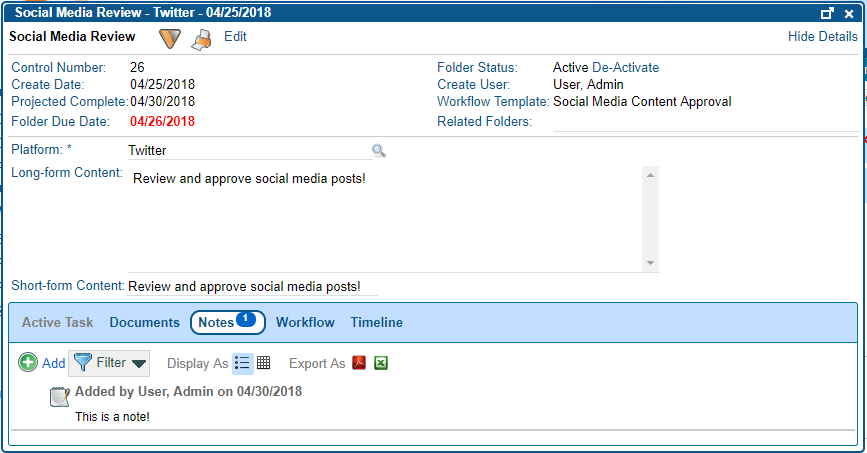 Social Media Review - Twitter - 04/25/2018
Social Media Review Edit Hide Details
Control Number: 26 Folder Status: Active De-Activate
Create Date: 04/25/2018 Create User: User, Admin
Projected Complete: 04/30/2018 Workflow Template: Social Media Content Approval
Folder Due Date: 04/26/2018 Related Folders:
Platform: * Twitter
Long-form Content: Review and approve social media posts!
Short-form Content: Review and approve social media posts!
Active Task Documents Notes 1 Workflow Timeline
Add Filter Display As Export As
Added by User, Admin on 04/30/2018
This is a note!